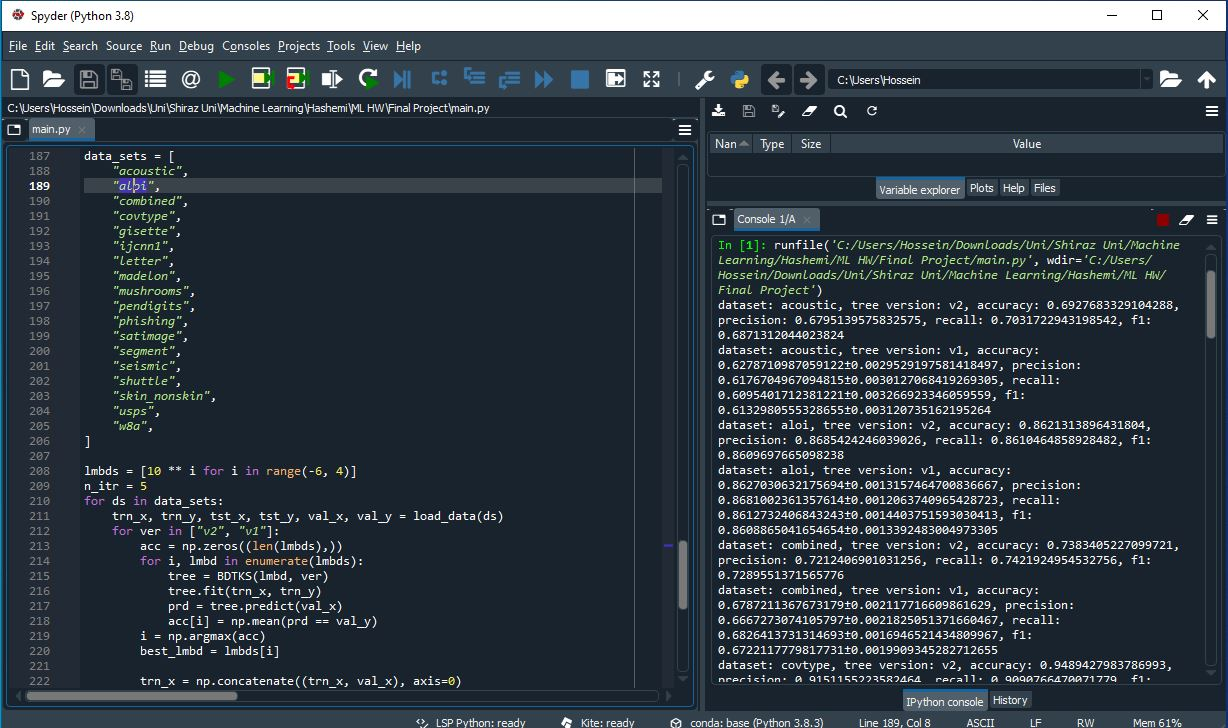 Spyder (Python 3.8)
File Edit Search Source Run Debug Consoles Projects Tools View Help
C:\Users\Hossein
C:\Users\Hossein\Downloads\Uni\Shiraz Uni\Machine Learning\Hashemi\ML HW\Final Project\main.py
main.py
187 data_sets = [
188 "acoustic",
189 "aloi",
190 "combined",
191 "covtype",
192 "gisette",
193 "ijcnn1",
194 "letter",
195 "madelon",
196 "mushrooms",
197 "pendigits",
198 "phishing",
199 "satimage",
200 "segment",
201 "seismic",
202 "shuttle",
203 "skin_nonskin",
204 "usps",
205 "w8a",
206 ]
207
208 lmbds = [10 ** i for i in range(-6, 4)]
209 n_itr = 5
210 for ds in data_sets:
211 trn_x, trn_y, tst_x, tst_y, val_x, val_y = load_data(ds)
212 for ver in ["v2", "v1"]:
213 acc = np.zeros((len(lmbds),))
214 for i, lmbd in enumerate(lmbds):
215 tree = BDTKS(lmbd, ver)
216 tree.fit(trn_x, trn_y)
217 prd = tree.predict(val_x)
218 acc[i] = np.mean(prd == val_y)
219 i = np.argmax(acc)
220 best_lmbd = lmbds[i]
221
222 trn_x = np.concatenate((trn_x, val_x), axis=0)
Nan Type Size Value
Variable explorer Plots Help Files
Console 1/A
In [1]: runfile('C:/Users/Hossein/Downloads/Uni/Shiraz Uni/Machine
Learning/Hashemi/ML HW/Final Project/main.py', wdir='C:/Users/
Hossein/Downloads/Uni/Shiraz Uni/Machine Learning/Hashemi/ML HW/
Final Project')
dataset: acoustic, tree version: v2, accuracy: 0.6927683329104288,
precision: 0.6795139575832575, recall: 0.7031722943198542, f1:
0.6871312044023824
dataset: acoustic, tree version: v1, accuracy:
0.6278710987059122±0.0029529197581418497, precision:
0.6176704967094815±0.0030127068419269305, recall:
0.6095401712381221±0.003266923346059559, f1:
0.6132980555328655±0.003120735162195264
dataset: aloi, tree version: v2, accuracy: 0.8621313896431804,
precision: 0.8685424246039026, recall: 0.8610464858928482, f1:
0.8609697665098238
dataset: aloi, tree version: v1, accuracy:
0.8627030632175694±0.0013157464700836667, precision:
0.8681002361357614±0.0012063740965428723, recall:
0.8612732406843243±0.0014403751593030413, f1:
0.8608865041654654±0.0013392483004973305
dataset: combined, tree version: v2, accuracy: 0.7383405227099721,
precision: 0.7212406901031256, recall: 0.7421924954532756, f1:
0.7289551371565776
dataset: combined, tree version: v1, accuracy:
0.6787211367673179±0.002117716609861629, precision:
0.6667273074105797±0.0021825051371660467, recall:
0.6826413731314693±0.0016946521434809967, f1:
0.6722117779817731±0.0019909345282712655
dataset: covtype, tree version: v2, accuracy: 0.9489427983786993,
precision: 0.9151155223582464, recall: 0.9090766470071779, f1:
IPython console History
LSP Python: ready Kite: ready conda: base (Python 3.8.3) Line 189, Col 8 ASCII LF RW Mem 61%